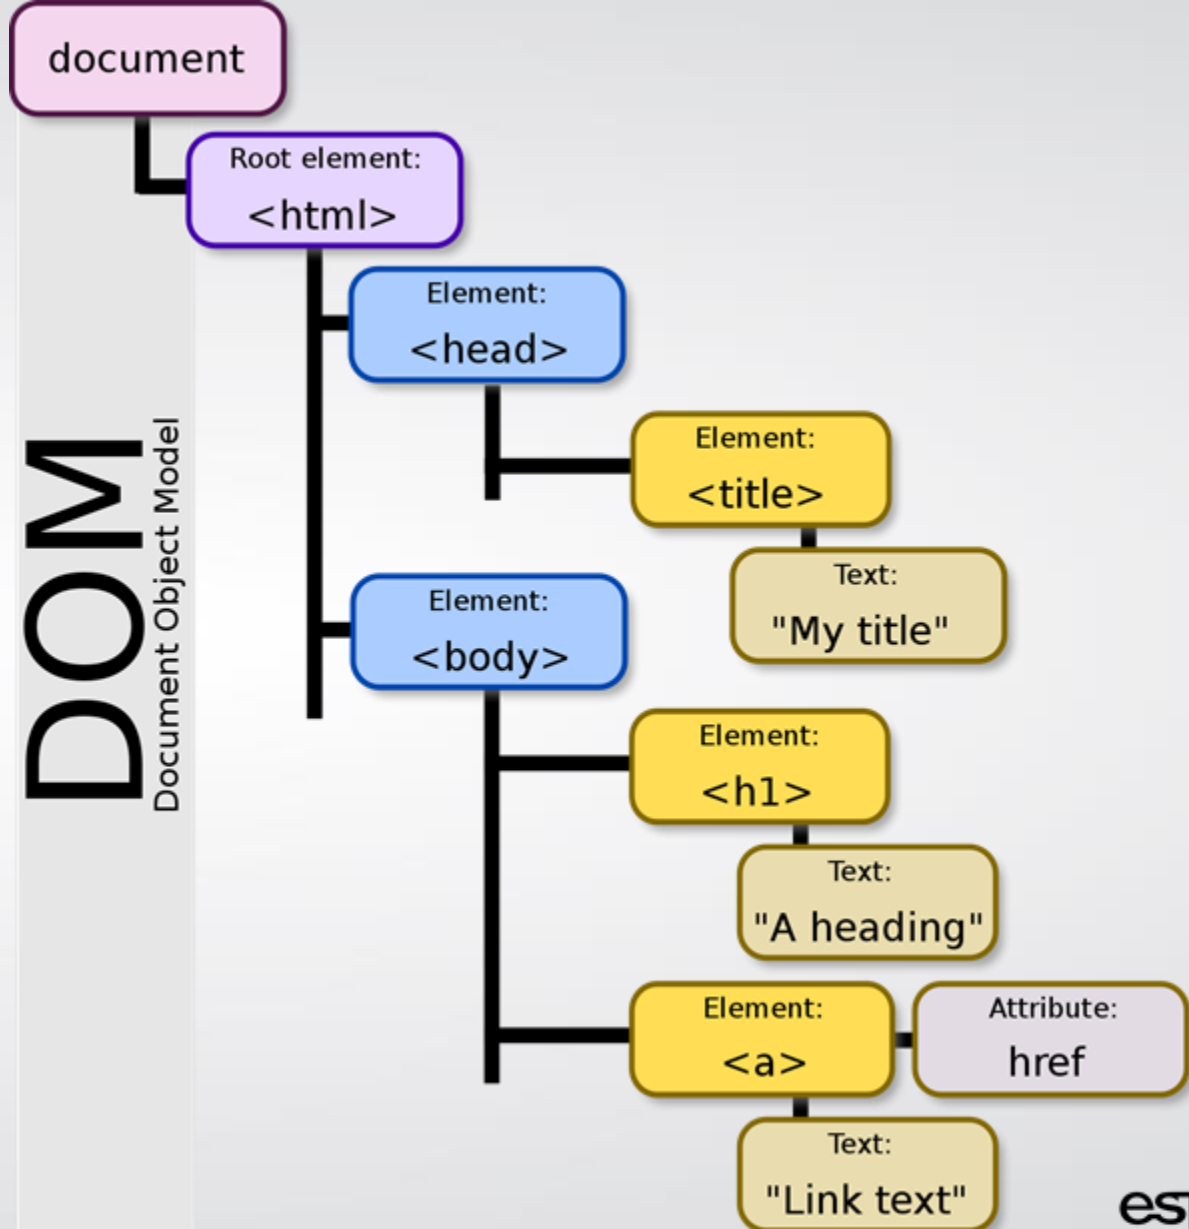 document
Root element:
<html>
Element:
<head>
Element:
<title>
Text:
"My title"
Element:
<body>
Element:
<h1>
Text:
"A heading"
Element:
<a>
Attribute:
href
Text:
"Link text"
DOM
Document Object Model